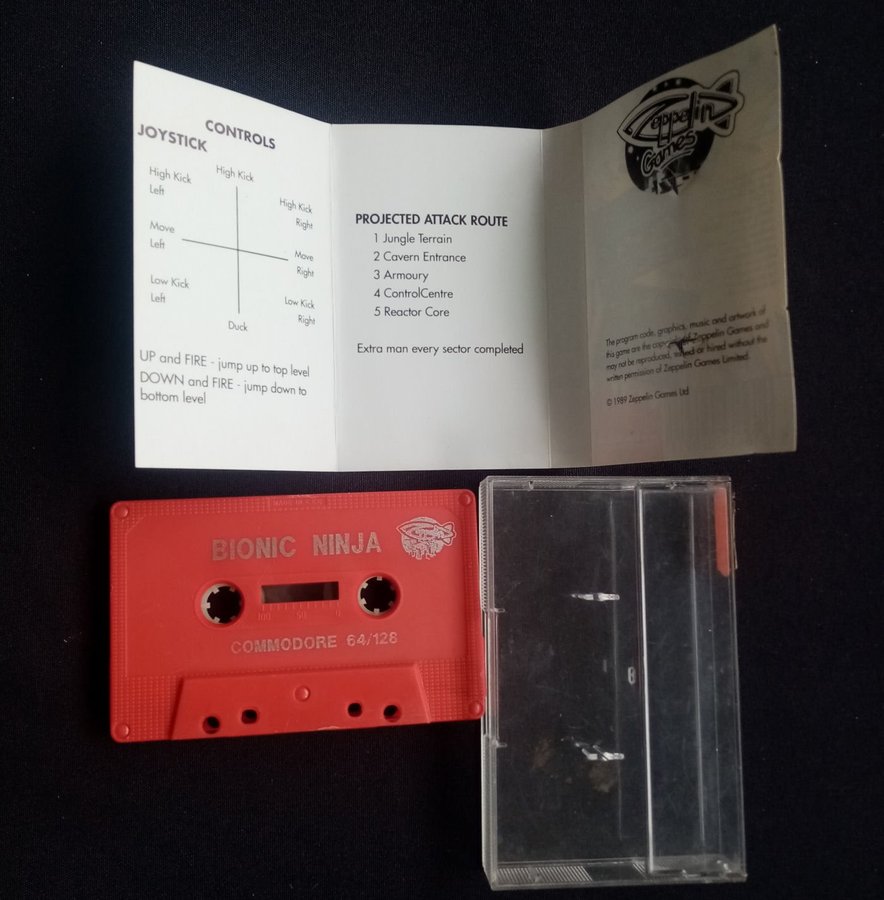 CONTROLS
JOYSTICK
High Kick
High Kick
Left
High Kick
Right
Move
Left
Move
Right
Low Kick
Left
Low Kick
Right
Duck
UP and FIRE - jump up to top level
DOWN and FIRE - jump down to
bottom level
PROJECTED ATTACK ROUTE
1 Jungle Terrain
2 Cavern Entrance
3 Armoury
4 ControlCentre
5 Reactor Core
Extra man every sector completed
Zeppelin
Games
The program code, graphics, music and artwork of
this game are the copyright of Zeppelin Games and
may not be reproduced, or hired without the
written permission of Zeppelin Games Limited.
© 1989 Zeppelin Games Ltd
BIONIC NINJA
100 50 0
COMMODORE 64/128